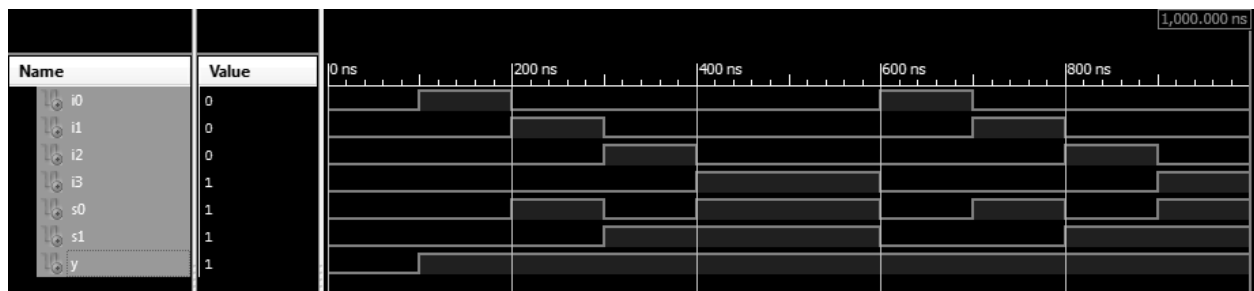 1,000.000 ns
Name Value 0 ns 200 ns 400 ns 600 ns 800 ns
i0 0
i1 0
i2 0
i3 1
s0 1
s1 1
y 1